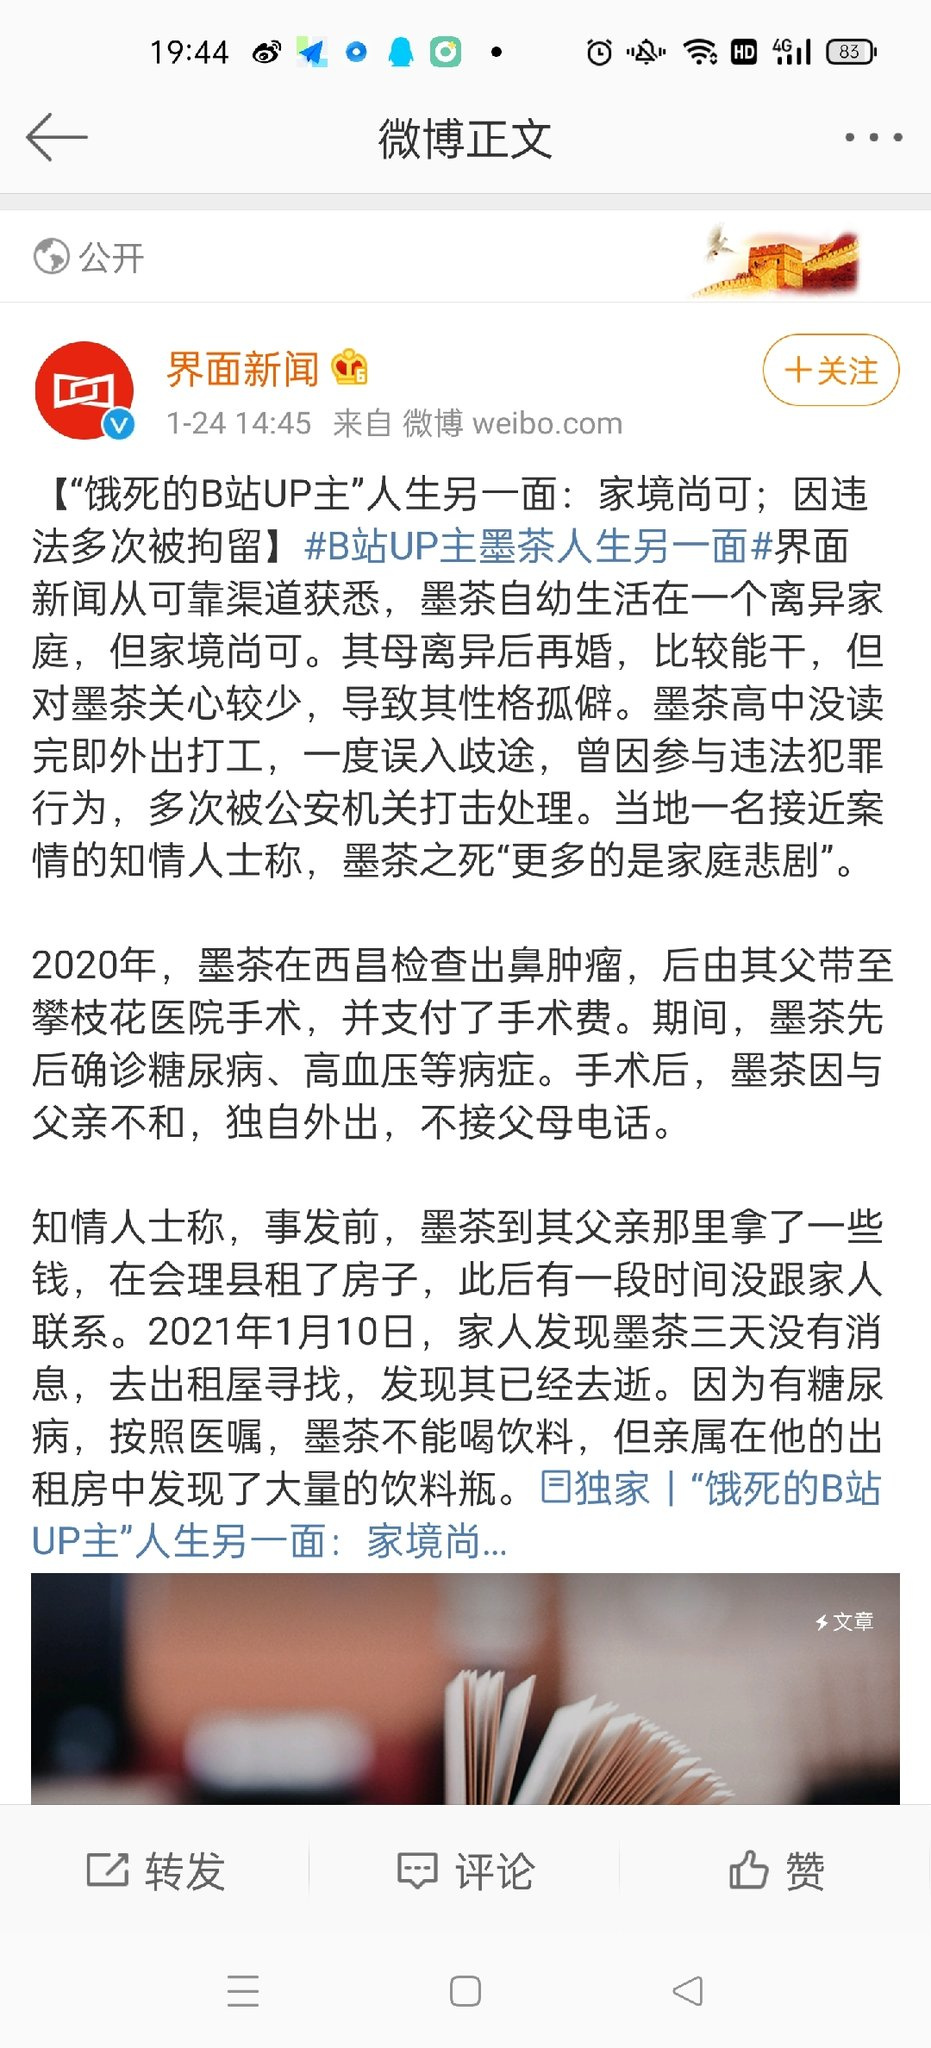 19:44 HD 4G 83
微博正文
公开
界面新闻
+关注
1-24 14:45 来自 微博 weibo.com
【“饿死的B站UP主”人生另一面：家境尚可；因违
法多次被拘留】#B站UP主墨茶人生另一面#界面
新闻从可靠渠道获悉，墨茶自幼生活在一个离异家
庭，但家境尚可。其母离异后再婚，比较能干，但
对墨茶关心较少，导致其性格孤僻。墨茶高中没读
完即外出打工，一度误入歧途，曾因参与违法犯罪
行为，多次被公安机关打击处理。当地一名接近案
情的知情人士称，墨茶之死“更多的是家庭悲剧”。
2020年，墨茶在西昌检查出鼻肿瘤，后由其父带至
攀枝花医院手术，并支付了手术费。期间，墨茶先
后确诊糖尿病、高血压等病症。手术后，墨茶因与
父亲不和，独自外出，不接父母电话。
知情人士称，事发前，墨茶到其父亲那里拿了一些
钱，在会理县租了房子，此后有一段时间没跟家人
联系。2021年1月10日，家人发现墨茶三天没有消
息，去出租屋寻找，发现其已经去逝。因为有糖尿
病，按照医嘱，墨茶不能喝饮料，但亲属在他的出
租房中发现了大量的饮料瓶。独家｜“饿死的B站
UP主”人生另一面：家境尚...
文章
转发
评论
赞